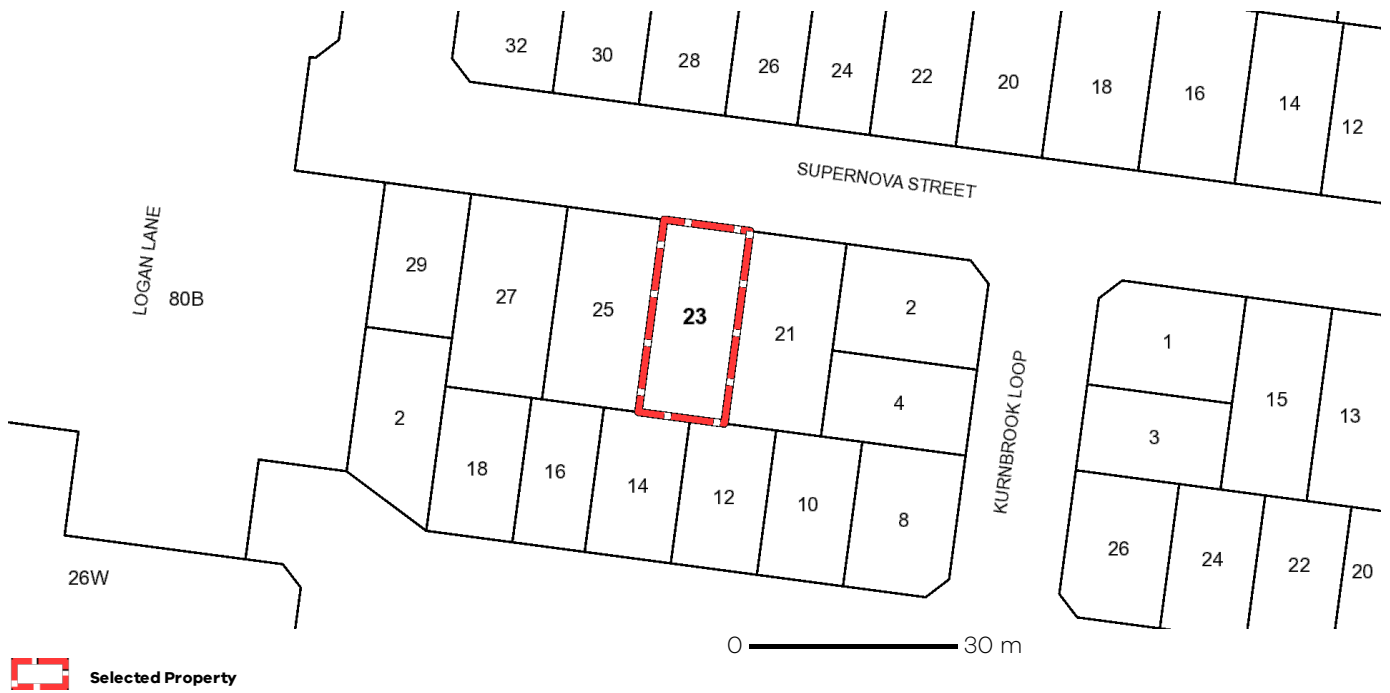 32 30 28 26 24 22 20 18 16 14 12
SUPERNOVA STREET
LOGAN LANE
80B
29 27 25 23 21 2
KURNBROOK LOOP
1
2 4 3 15 13
18 16 14 12 10 8
26 24 22 20
26W
0 30 m
Selected Property